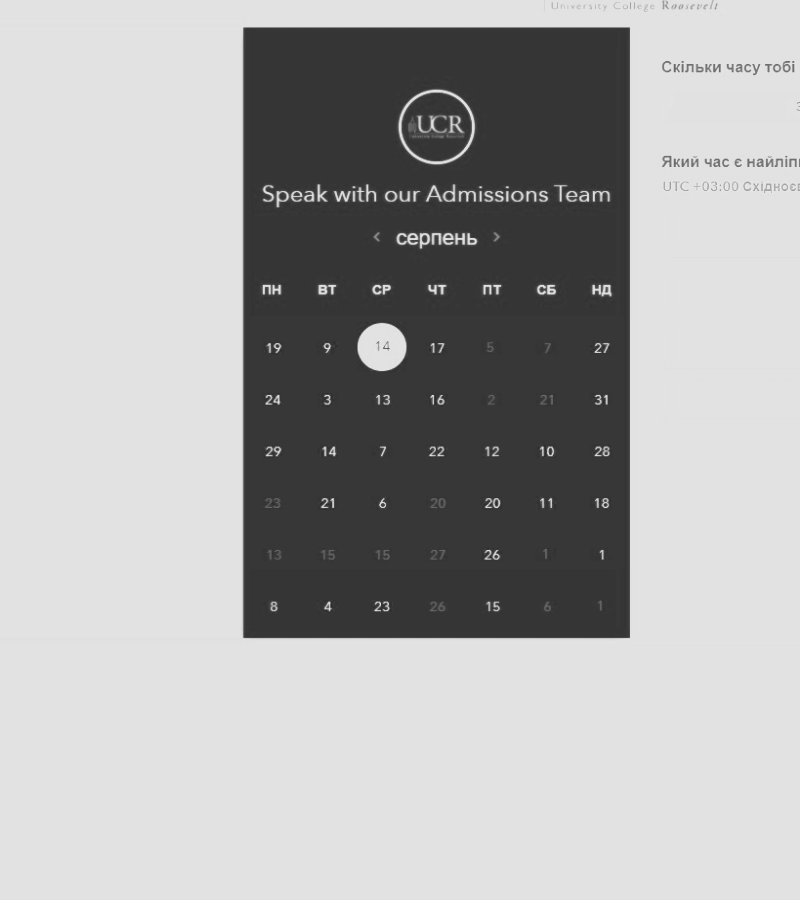 University College Roosevelt
UCR
Speak with our Admissions Team
< серпень >
ПН ВТ СР ЧТ ПТ СБ НД
19 9 14 17 5 7 27
24 3 13 16 2 21 31
29 14 7 22 12 10 28
23 21 6 20 20 11 18
13 15 15 27 26 1 1
8 4 23 26 15 6 1
Скільки часу тобі
Який час є
UTC +03:00